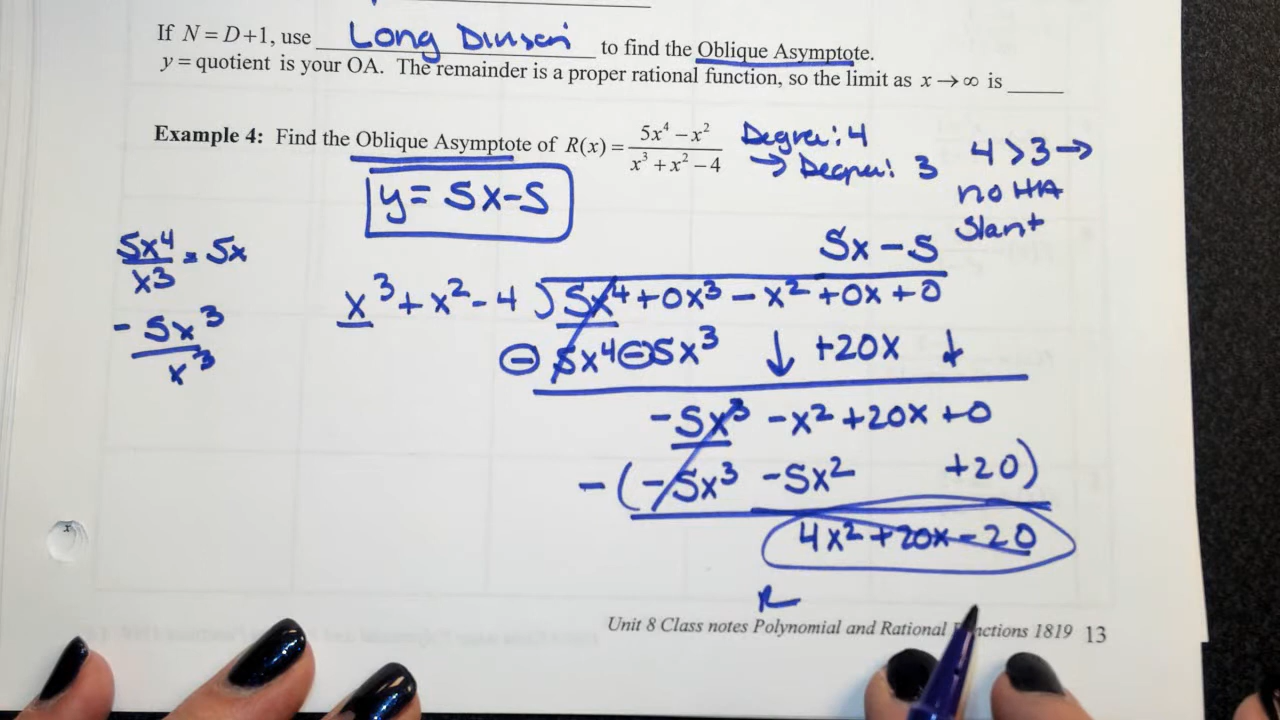 If N = D+1, use Long Division to find the Oblique Asymptote.
y = quotient is your OA. The remainder is a proper rational function, so the limit as x → ∞ is ____
Example 4: Find the Oblique Asymptote of R(x) = (5x⁴ − x²)/(x³ + x² − 4)
Degree: 4
→ Degree: 3
4 > 3 →
no HA
Slant
y = 5x-5
5x⁴/x³ = 5x
-5x³/x³
5x - 5
x³ + x² - 4 ) 5x⁴ + 0x³ - x² + 0x + 0
⊖ 5x⁴ ⊖ 5x³ ↓ +20x ↓
-5x³ - x² + 20x + 0
- (-5x³ - 5x² +20)
4x² + 20x - 20
R
Unit 8 Class notes Polynomial and Rational Functions 1819 13